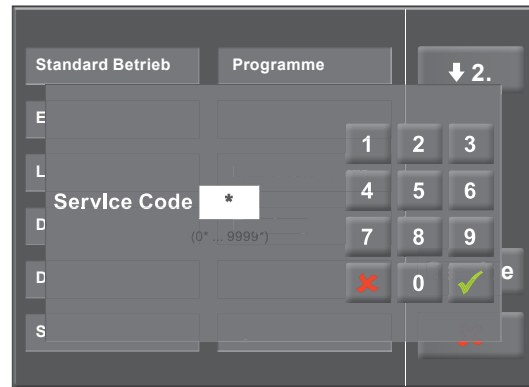 Standard Betrieb
Programme
2.
E
1 2 3
L
4 5 6
ServIce Code *
D
(0* ... 9999*)
7 8 9
D
0
e
S